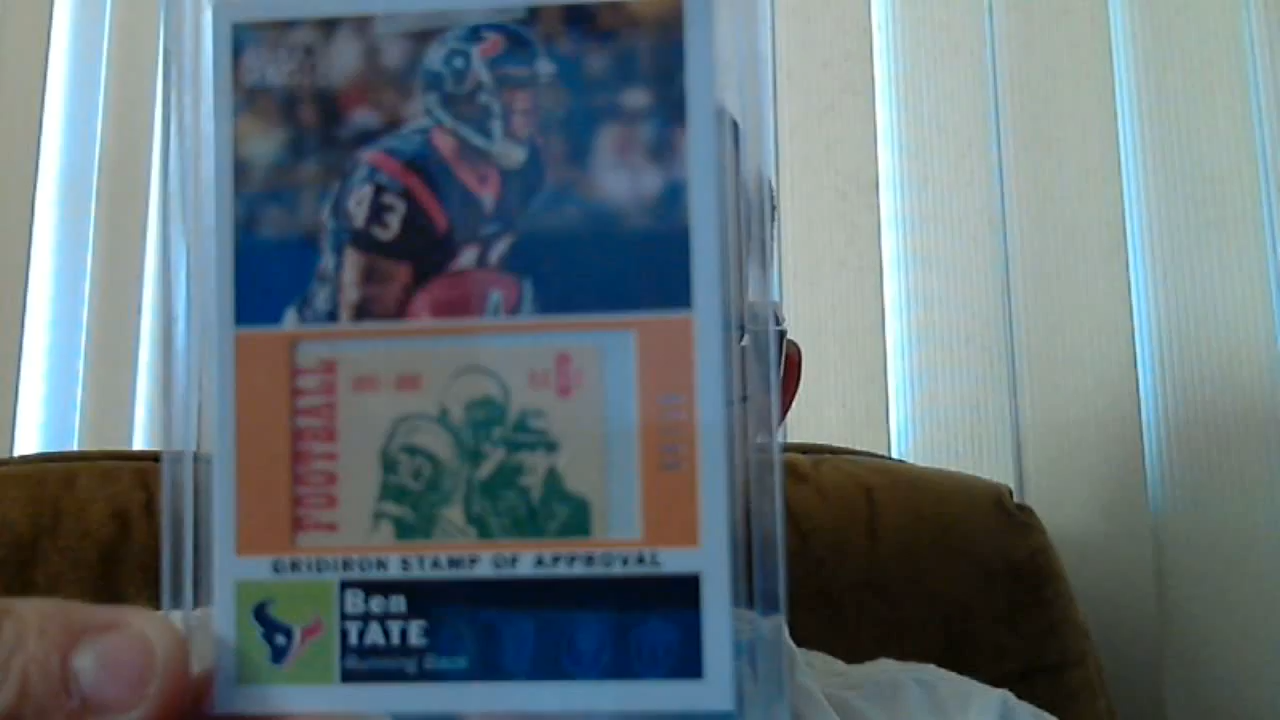 43
FOOTBALL
GRIDIRON STAMP OF APPROVAL
Ben
TATE
Running Back